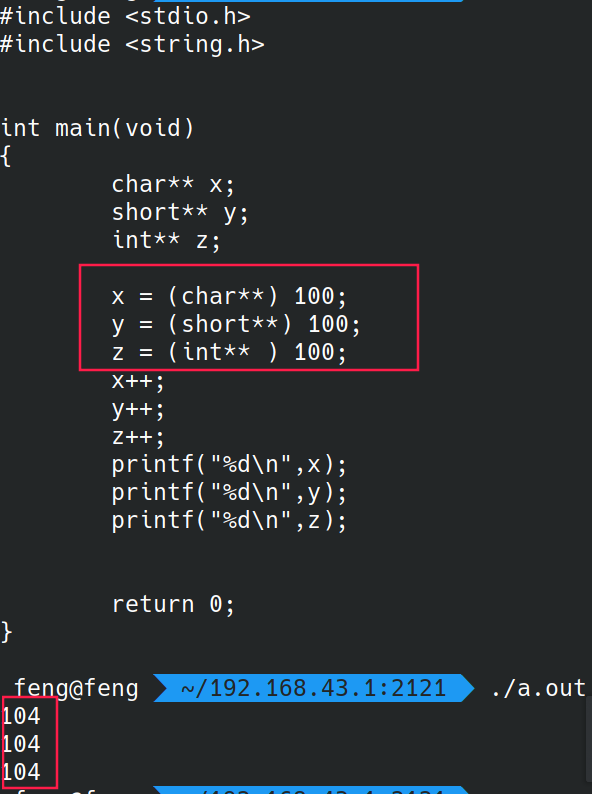 #include <stdio.h>
#include <string.h>
int main(void)
{
char** x;
short** y;
int** z;
x = (char**) 100;
y = (short**) 100;
z = (int** ) 100;
x++;
y++;
z++;
printf("%d\n",x);
printf("%d\n",y);
printf("%d\n",z);
return 0;
}
feng@feng ~/192.168.43.1:2121 ./a.out
104
104
104